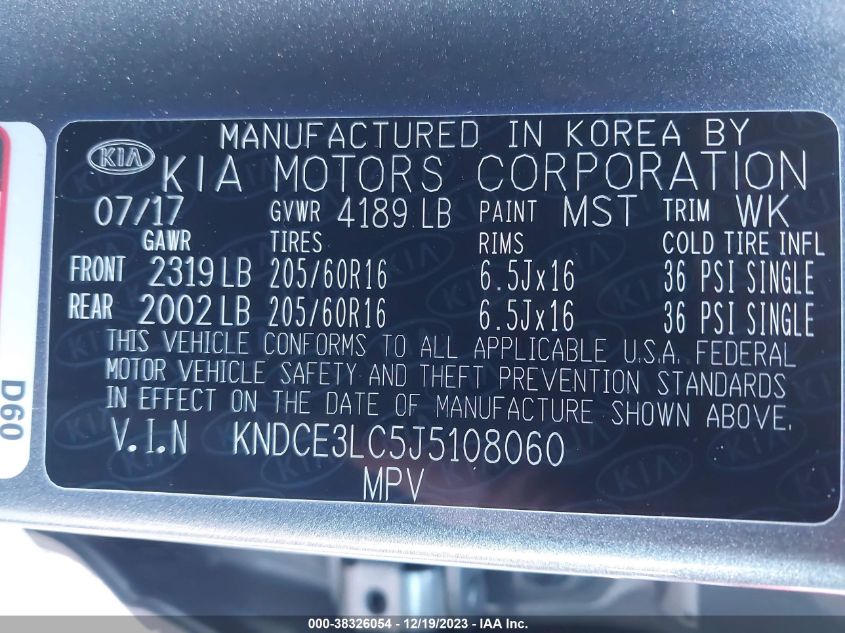 MANUFACTURED IN KOREA BY
KIA KIA MOTORS CORPORATION
07/17 GVWR 4189 LB PAINT MST TRIM WK
GAWR TIRES RIMS COLD TIRE INFL
FRONT 2319 LB 205/60R16 6.5Jx16 36 PSI SINGLE
REAR 2002 LB 205/60R16 6.5Jx16 36 PSI SINGLE
THIS VEHICLE CONFORMS TO ALL APPLICABLE U.S.A. FEDERAL
MOTOR VEHICLE SAFETY AND THEFT PREVENTION STANDARDS
IN EFFECT ON THE DATE OF MANUFACTURE SHOWN ABOVE.
V.I.N KNDCE3LC5J5108060
MPV
D60
000-38326054 - 12/19/2023 - IAA Inc.